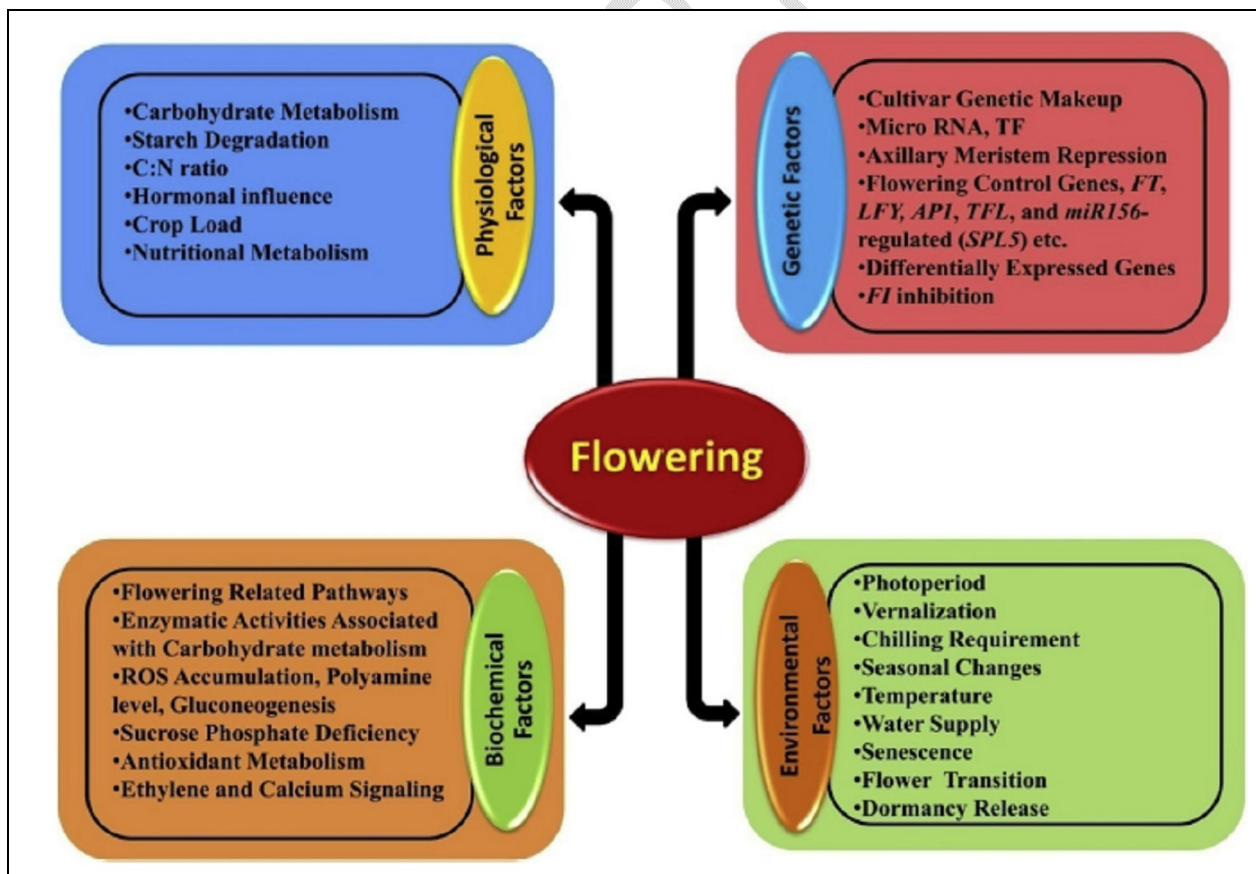 •Carbohydrate Metabolism
•Starch Degradation
•C:N ratio
•Hormonal influence
•Crop Load
•Nutritional Metabolism
Physiological
Factors
Genetic Factors
•Cultivar Genetic Makeup
•Micro RNA, TF
•Axillary Meristem Repression
•Flowering Control Genes, FT,
LFY, AP1, TFL, and miR156-
regulated (SPL5) etc.
•Differentially Expressed Genes
•FI inhibition
Flowering
•Flowering Related Pathways
•Enzymatic Activities Associated
with Carbohydrate metabolism
•ROS Accumulation, Polyamine
level, Gluconeogenesis
•Sucrose Phosphate Deficiency
•Antioxidant Metabolism
•Ethylene and Calcium Signaling
Biochemical
Factors
Environmental
Factors
•Photoperiod
•Vernalization
•Chilling Requirement
•Seasonal Changes
•Temperature
•Water Supply
•Senescence
•Flower Transition
•Dormancy Release